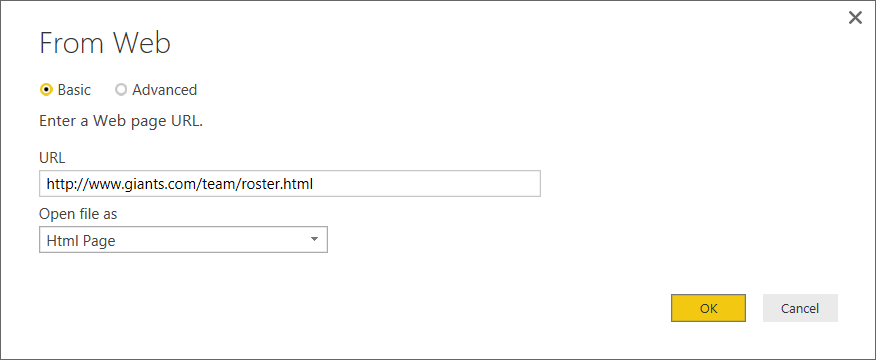 From Web
Basic Advanced
Enter a Web page URL.
URL
http://www.giants.com/team/roster.html
Open file as
Html Page
OK Cancel